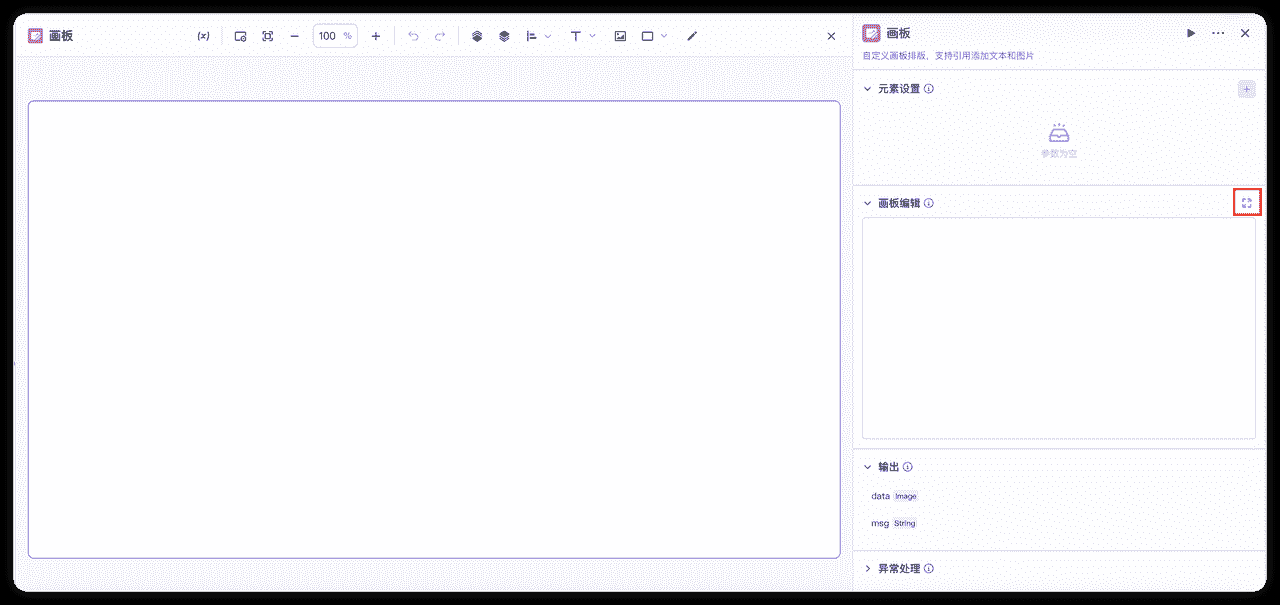 画板
(x)
100 %
T
画板
自定义画板排版，支持引用添加文本和图片
元素设置
参数为空
画板编辑
输出
data Image
msg String
异常处理